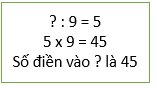 ? : 9 = 5
5 x 9 = 45
Số điền vào ? là 45